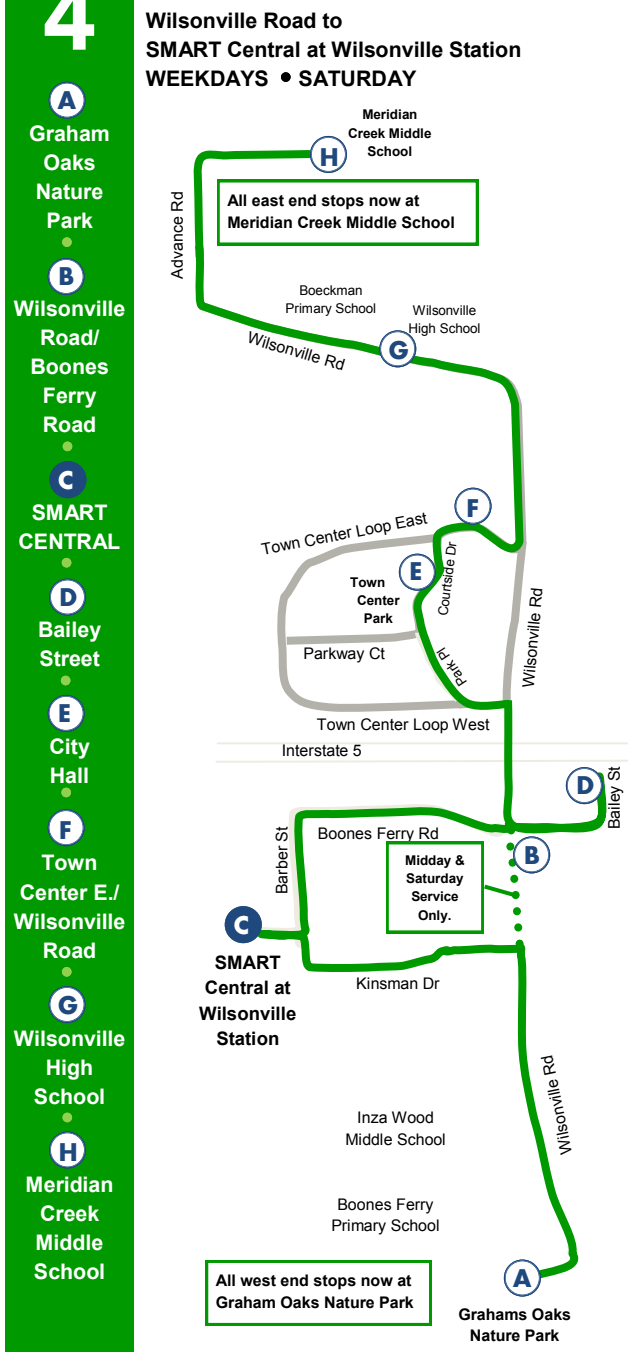 4
A
Graham
Oaks
Nature
Park
B
Wilsonville
Road/
Boones
Ferry
Road
C
SMART
CENTRAL
D
Bailey
Street
E
City
Hall
F
Town
Center E./
Wilsonville
Road
G
Wilsonville
High
School
H
Meridian
Creek
Middle
School
Wilsonville Road to
SMART Central at Wilsonville Station
WEEKDAYS • SATURDAY
Meridian
Creek Middle
School
H
All east end stops now at
Meridian Creek Middle School
Advance Rd
Boeckman
Primary School
Wilsonville
High School
G
Wilsonville Rd
F
Town Center Loop East
E
Courtside Dr
Town
Center
Park
Wilsonville Rd
Parkway Ct
Park Pl
Town Center Loop West
Interstate 5
D
Bailey St
Barber St
Boones Ferry Rd
B
Midday &
Saturday
Service
Only.
C
SMART
Central at
Wilsonville
Station
Kinsman Dr
Wilsonville Rd
Inza Wood
Middle School
Boones Ferry
Primary School
All west end stops now at
Graham Oaks Nature Park
A
Grahams Oaks
Nature Park